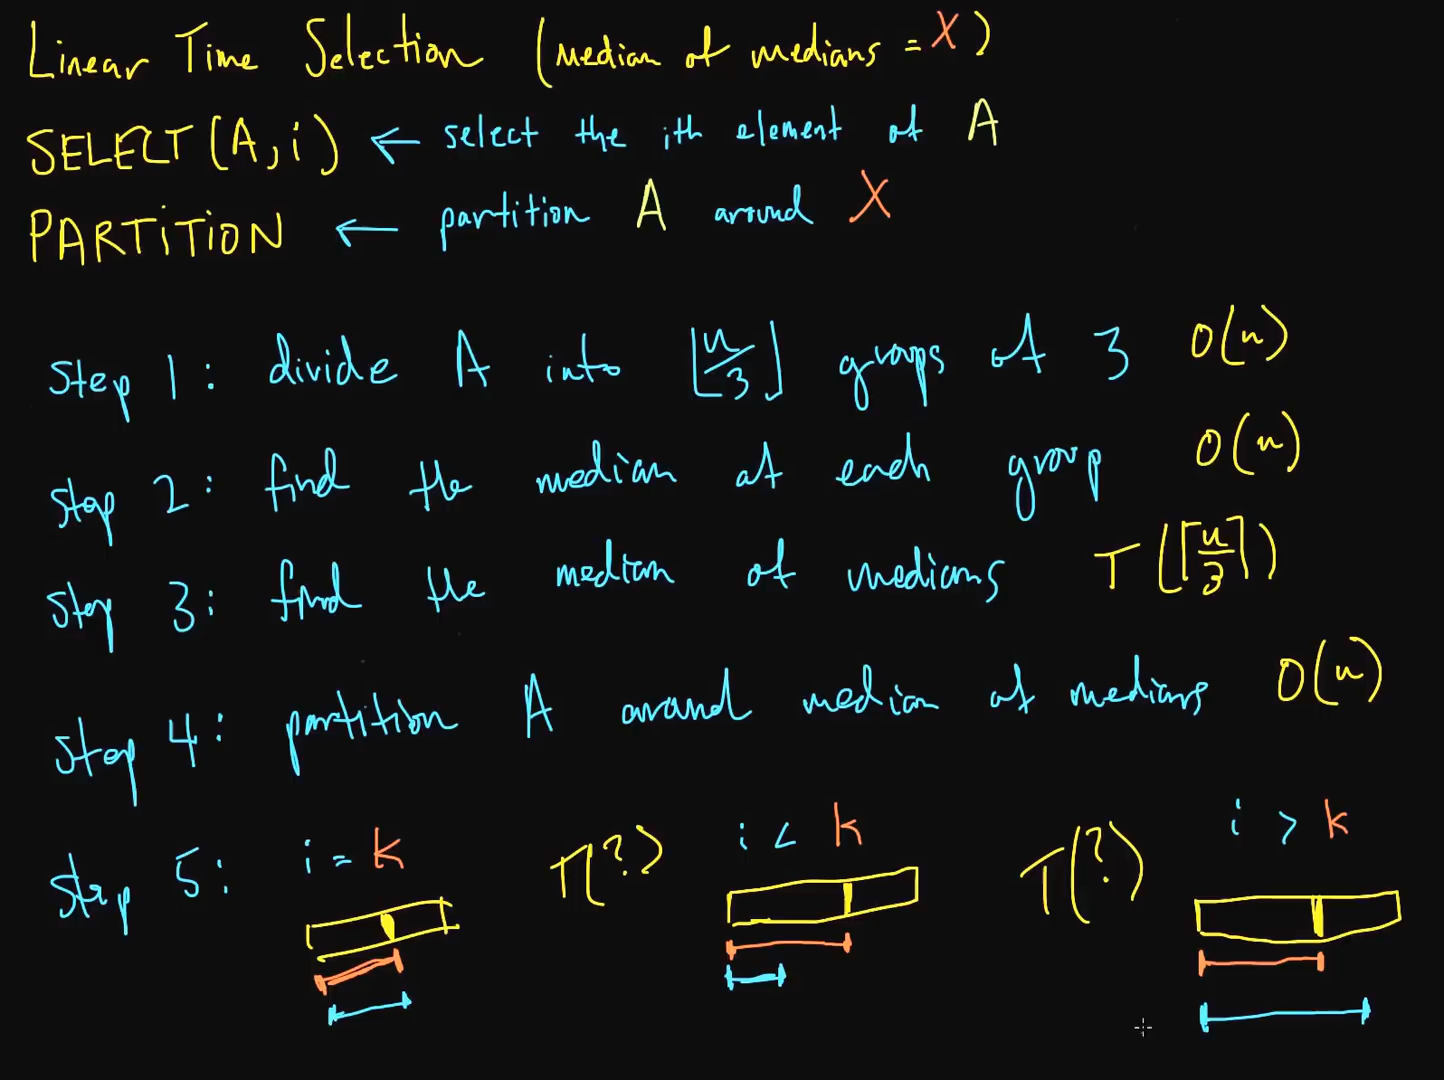 Linear Time Selection (median of medians = X)
SELECT(A, i) ← select the ith element of A
PARTITION ← partition A around X
Step 1: divide A into ⌊n/3⌋ groups of 3 O(n)
Step 2: find the median of each group O(n)
Step 3: find the median of medians T(⌈n/3⌉)
Step 4: partition A around median of medians O(n)
Step 5: i = k T(?) i < k T(?) i > k